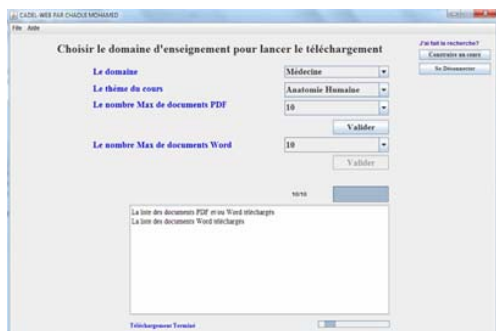 CADEL-WEB PAR CHAOLE MOHAMED
File Aide
Choisir le domaine d'enseignement pour lancer le téléchargement
J'ai fait la recherche?
Construire un cours
Se Déconnecter
Le domaine
Médecine
Le thème du cours
Anatomie Humaine
Le nombre Max de documents PDF
10
Valider
Le nombre Max de documents Word
10
Valider
10/10
La liste des documents PDF et/ou Word téléchargés
La liste des documents Word téléchargés
Téléchargement Terminé